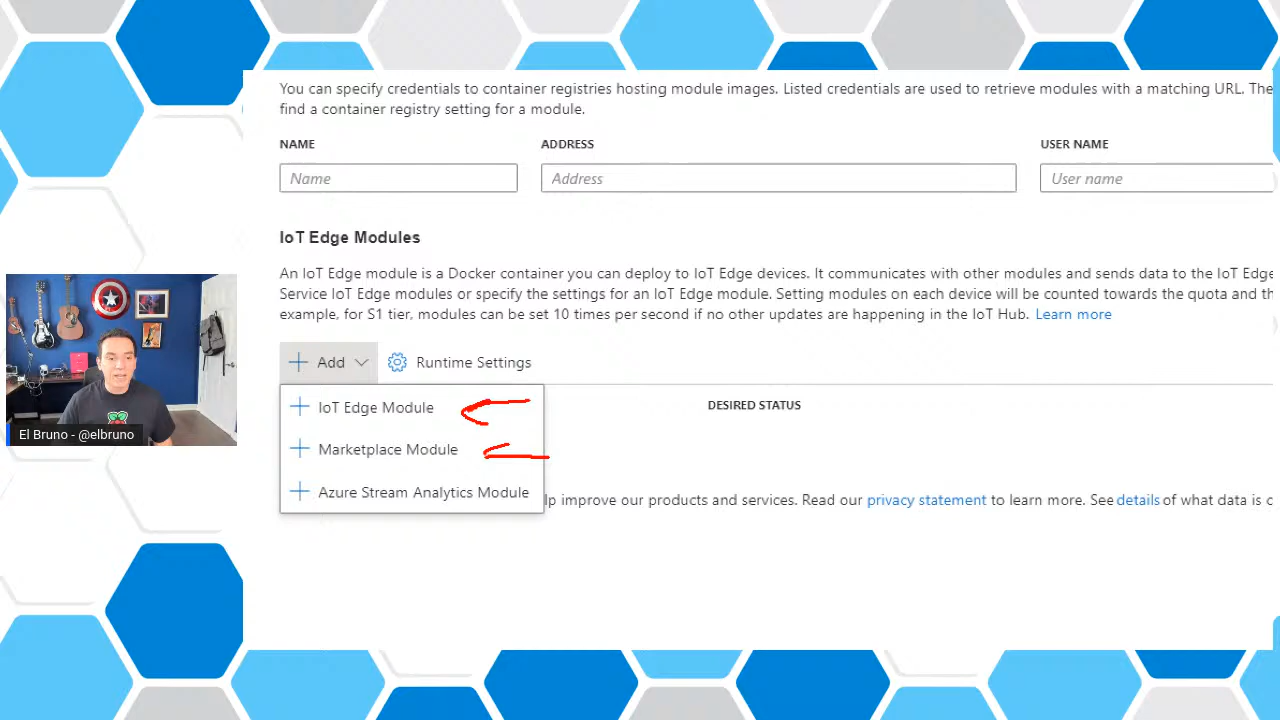 You can specify credentials to container registries hosting module images. Listed credentials are used to retrieve modules with a matching URL. The
find a container registry setting for a module.
NAME ADDRESS USER NAME
Name Address User name
IoT Edge Modules
An IoT Edge module is a Docker container you can deploy to IoT Edge devices. It communicates with other modules and sends data to the IoT Edge
Service IoT Edge modules or specify the settings for an IoT Edge module. Setting modules on each device will be counted towards the quota and th
example, for S1 tier, modules can be set 10 times per second if no other updates are happening in the IoT Hub. Learn more
Add Runtime Settings
IoT Edge Module
DESIRED STATUS
Marketplace Module
Azure Stream Analytics Module
lp improve our products and services. Read our privacy statement to learn more. See details of what data is c
El Bruno - @elbruno